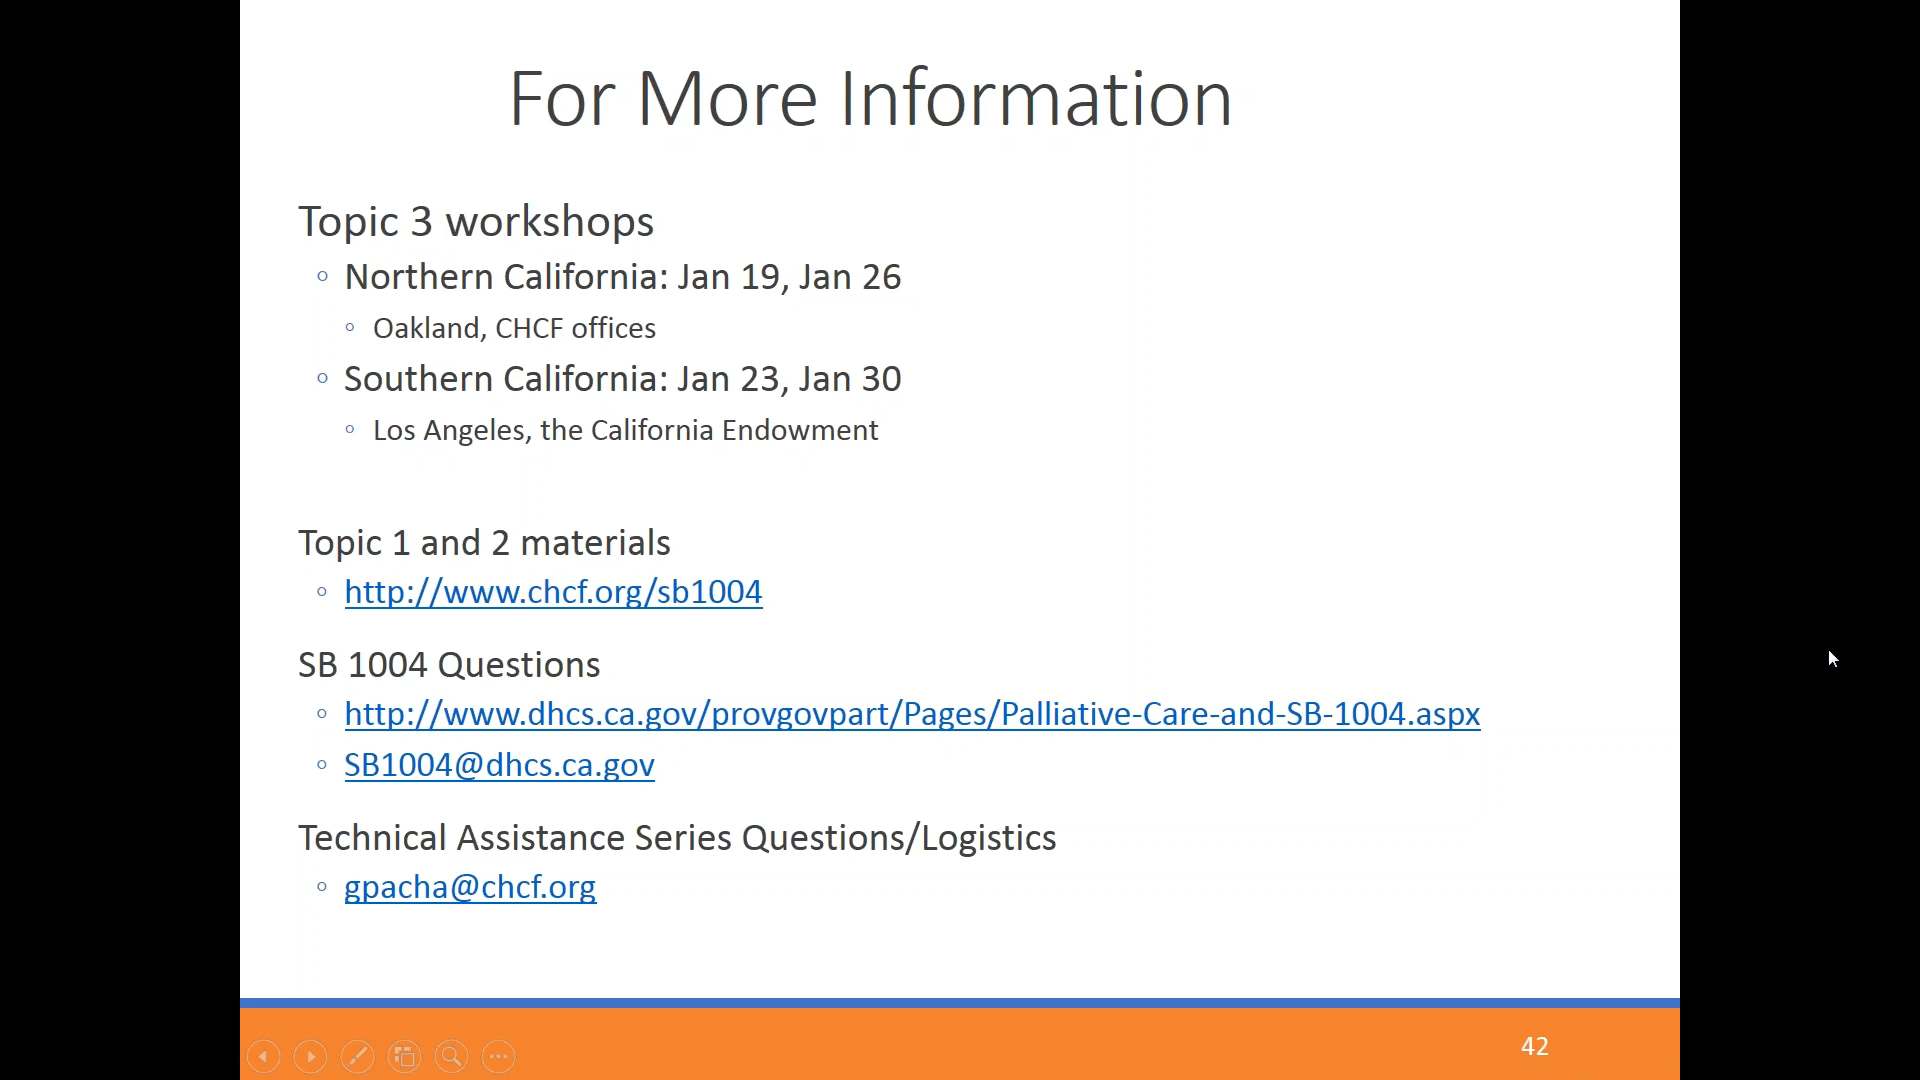 For More Information
Topic 3 workshops
◦ Northern California: Jan 19, Jan 26
◦ Oakland, CHCF offices
◦ Southern California: Jan 23, Jan 30
◦ Los Angeles, the California Endowment
Topic 1 and 2 materials
◦ http://www.chcf.org/sb1004
SB 1004 Questions
◦ http://www.dhcs.ca.gov/provgovpart/Pages/Palliative-Care-and-SB-1004.aspx
◦ SB1004@dhcs.ca.gov
Technical Assistance Series Questions/Logistics
◦ gpacha@chcf.org
42